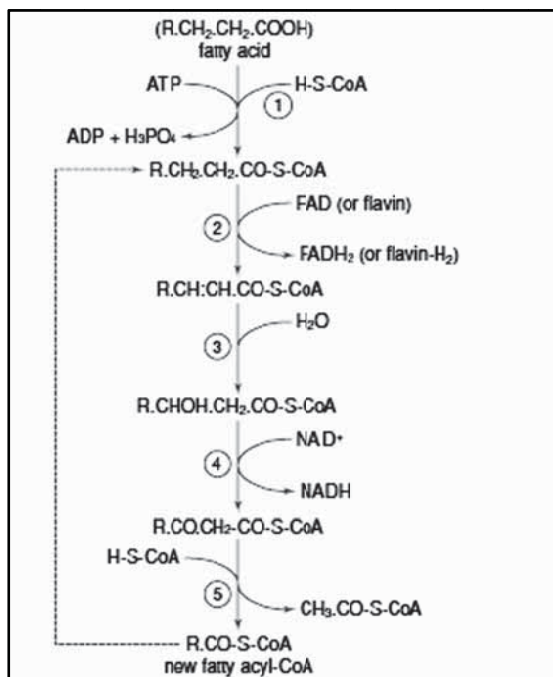 (R.CH₂.CH₂.COOH)
fatty acid
ATP
H-S-CoA
1
ADP + H₃PO₄
R.CH₂.CH₂.CO-S-CoA
FAD (or flavin)
2
FADH₂ (or flavin-H₂)
R.CH:CH.CO-S-CoA
H₂O
3
R.CHOH.CH₂.CO-S-CoA
NAD⁺
4
NADH
R.CO.CH₂-CO-S-CoA
H-S-CoA
5
CH₃.CO-S-CoA
R.CO-S-CoA
new fatty acyl-CoA